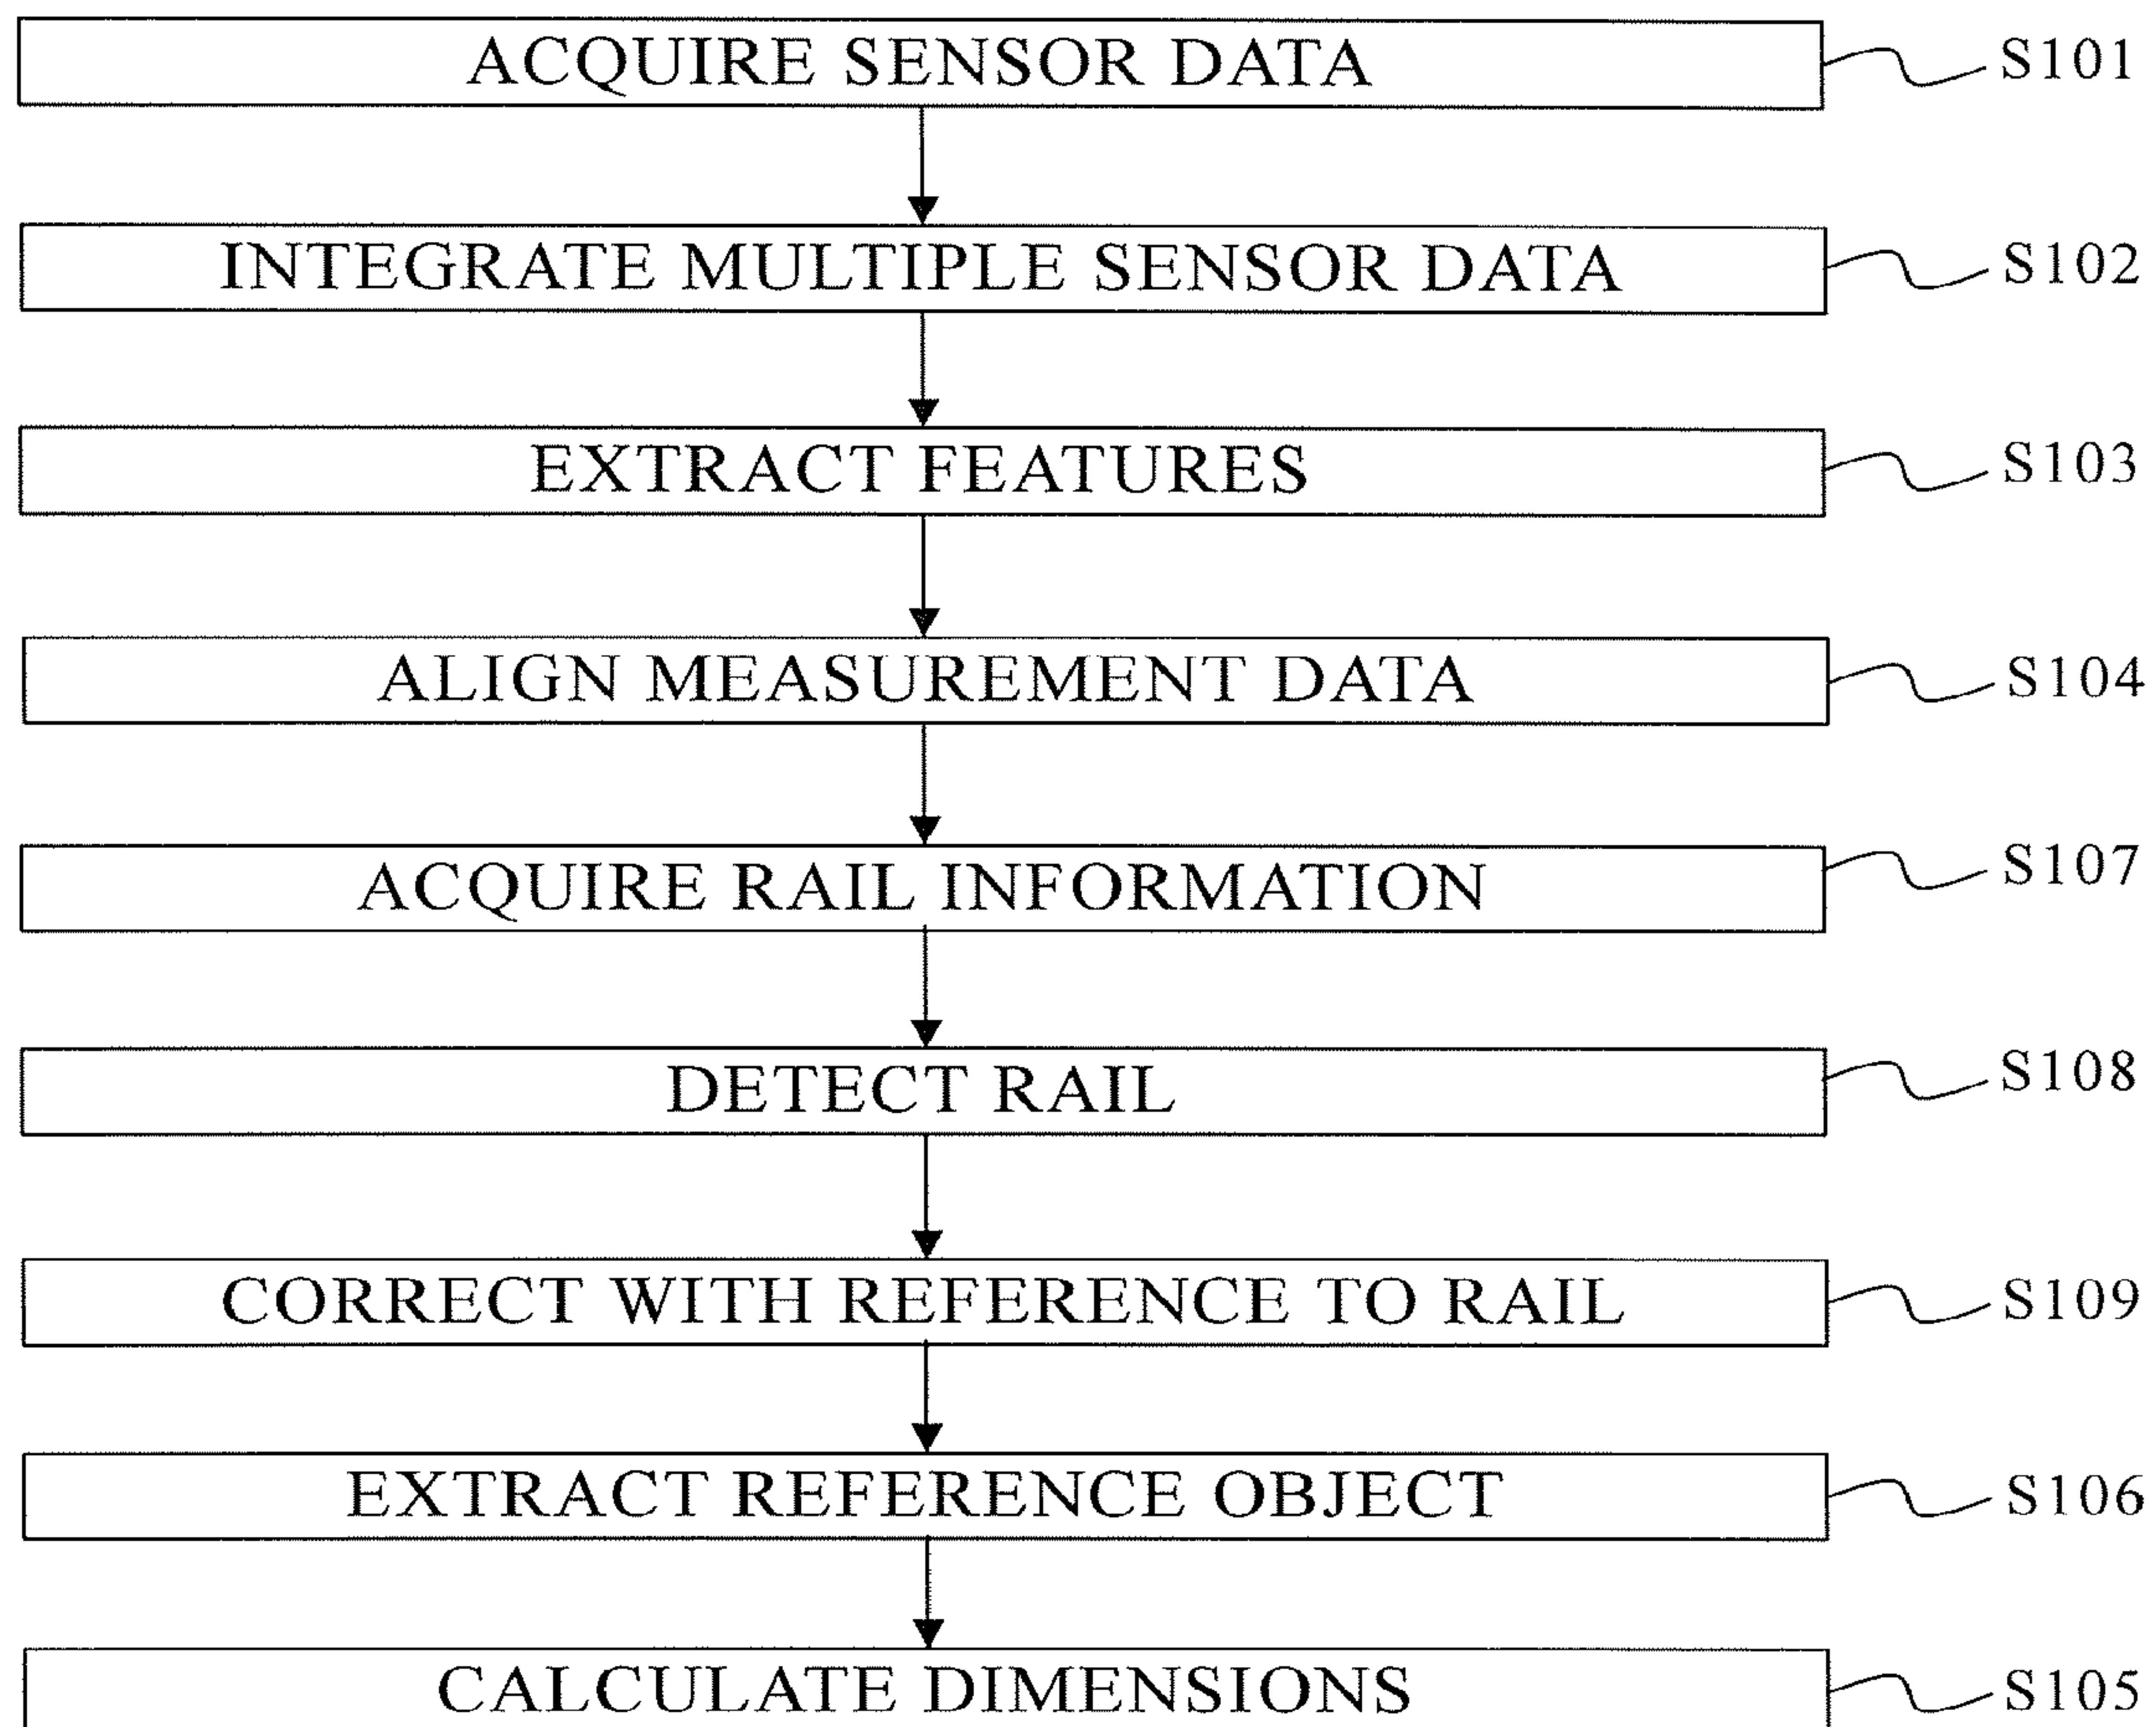 ACQUIRE SENSOR DATA S101
INTEGRATE MULTIPLE SENSOR DATA S102
EXTRACT FEATURES S103
ALIGN MEASUREMENT DATA S104
ACQUIRE RAIL INFORMATION S107
DETECT RAIL S108
CORRECT WITH REFERENCE TO RAIL S109
EXTRACT REFERENCE OBJECT S106
CALCULATE DIMENSIONS S105